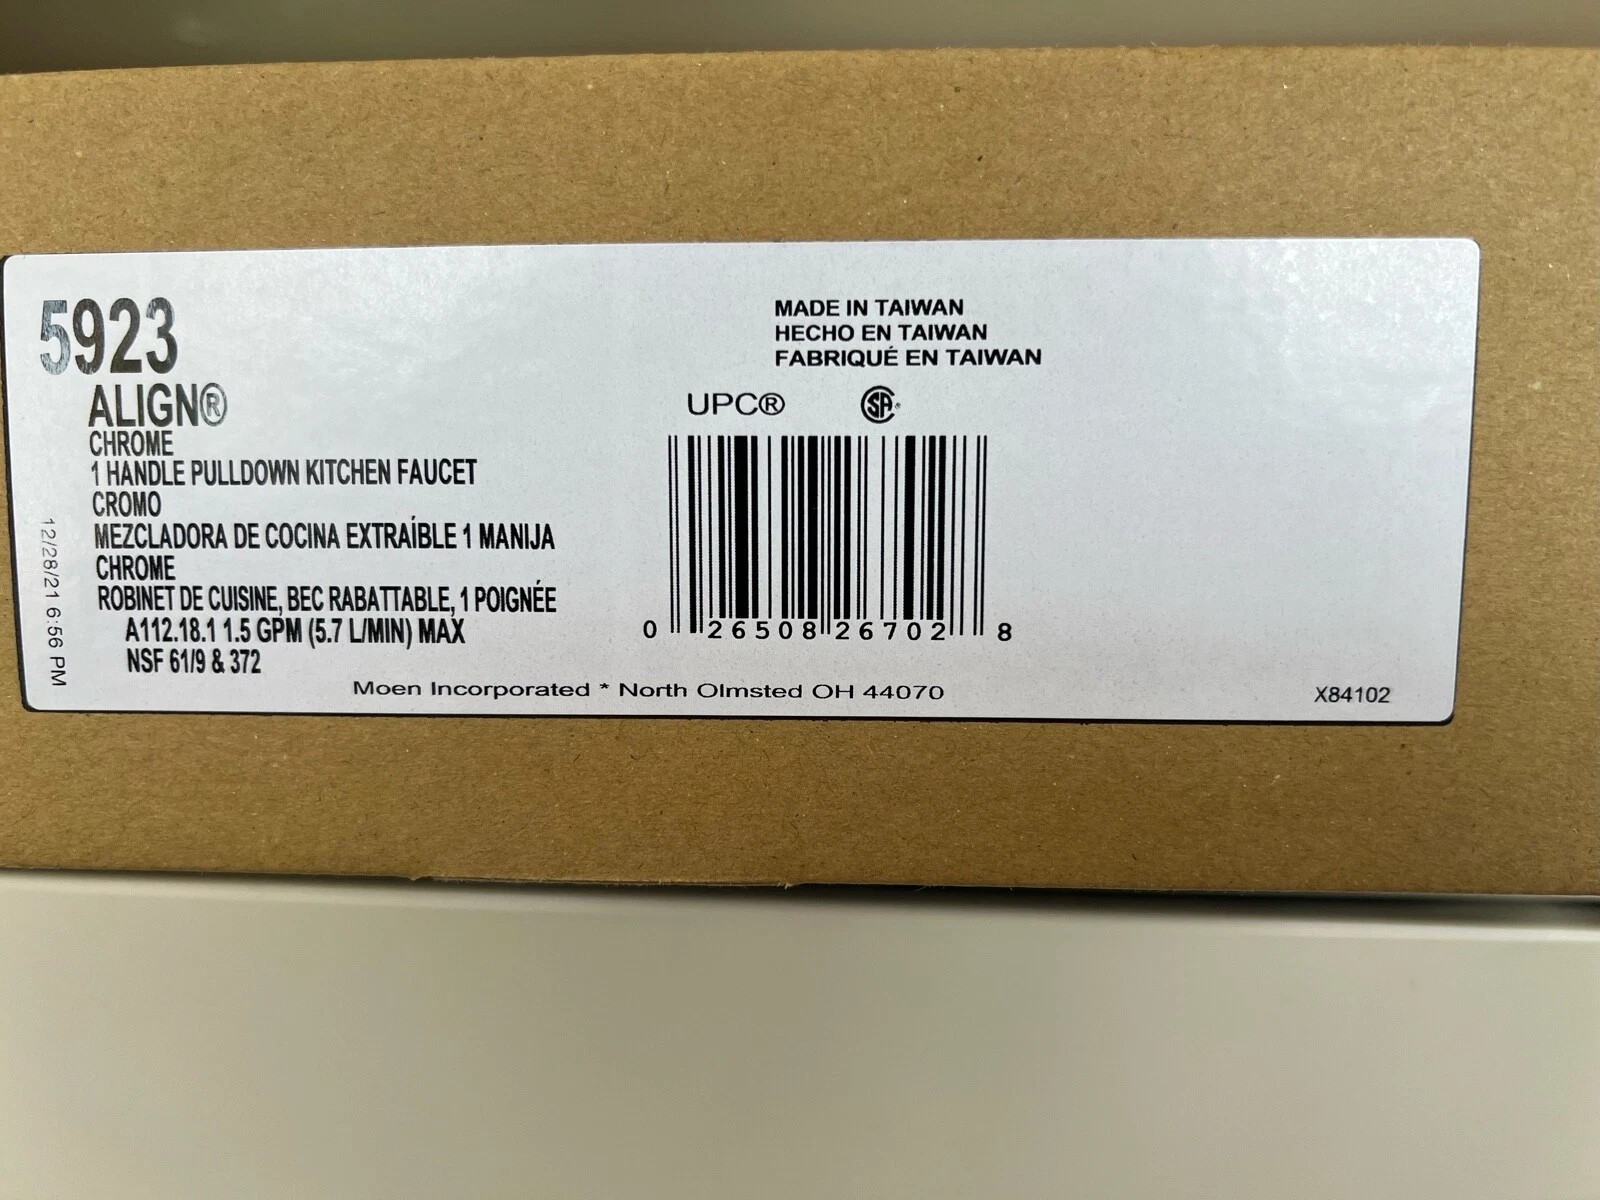 5923
ALIGN®
CHROME
1 HANDLE PULLDOWN KITCHEN FAUCET
CROMO
MEZCLADORA DE COCINA EXTRAÍBLE 1 MANIJA
CHROME
ROBINET DE CUISINE, BEC RABATTABLE, 1 POIGNÉE
A112.18.1 1.5 GPM (5.7 L/MIN) MAX
NSF 61/9 & 372
12/28/21 6:56 PM
MADE IN TAIWAN
HECHO EN TAIWAN
FABRIQUÉ EN TAIWAN
UPC® SA®
0 26508 26702 8
Moen Incorporated * North Olmsted OH 44070
X84102